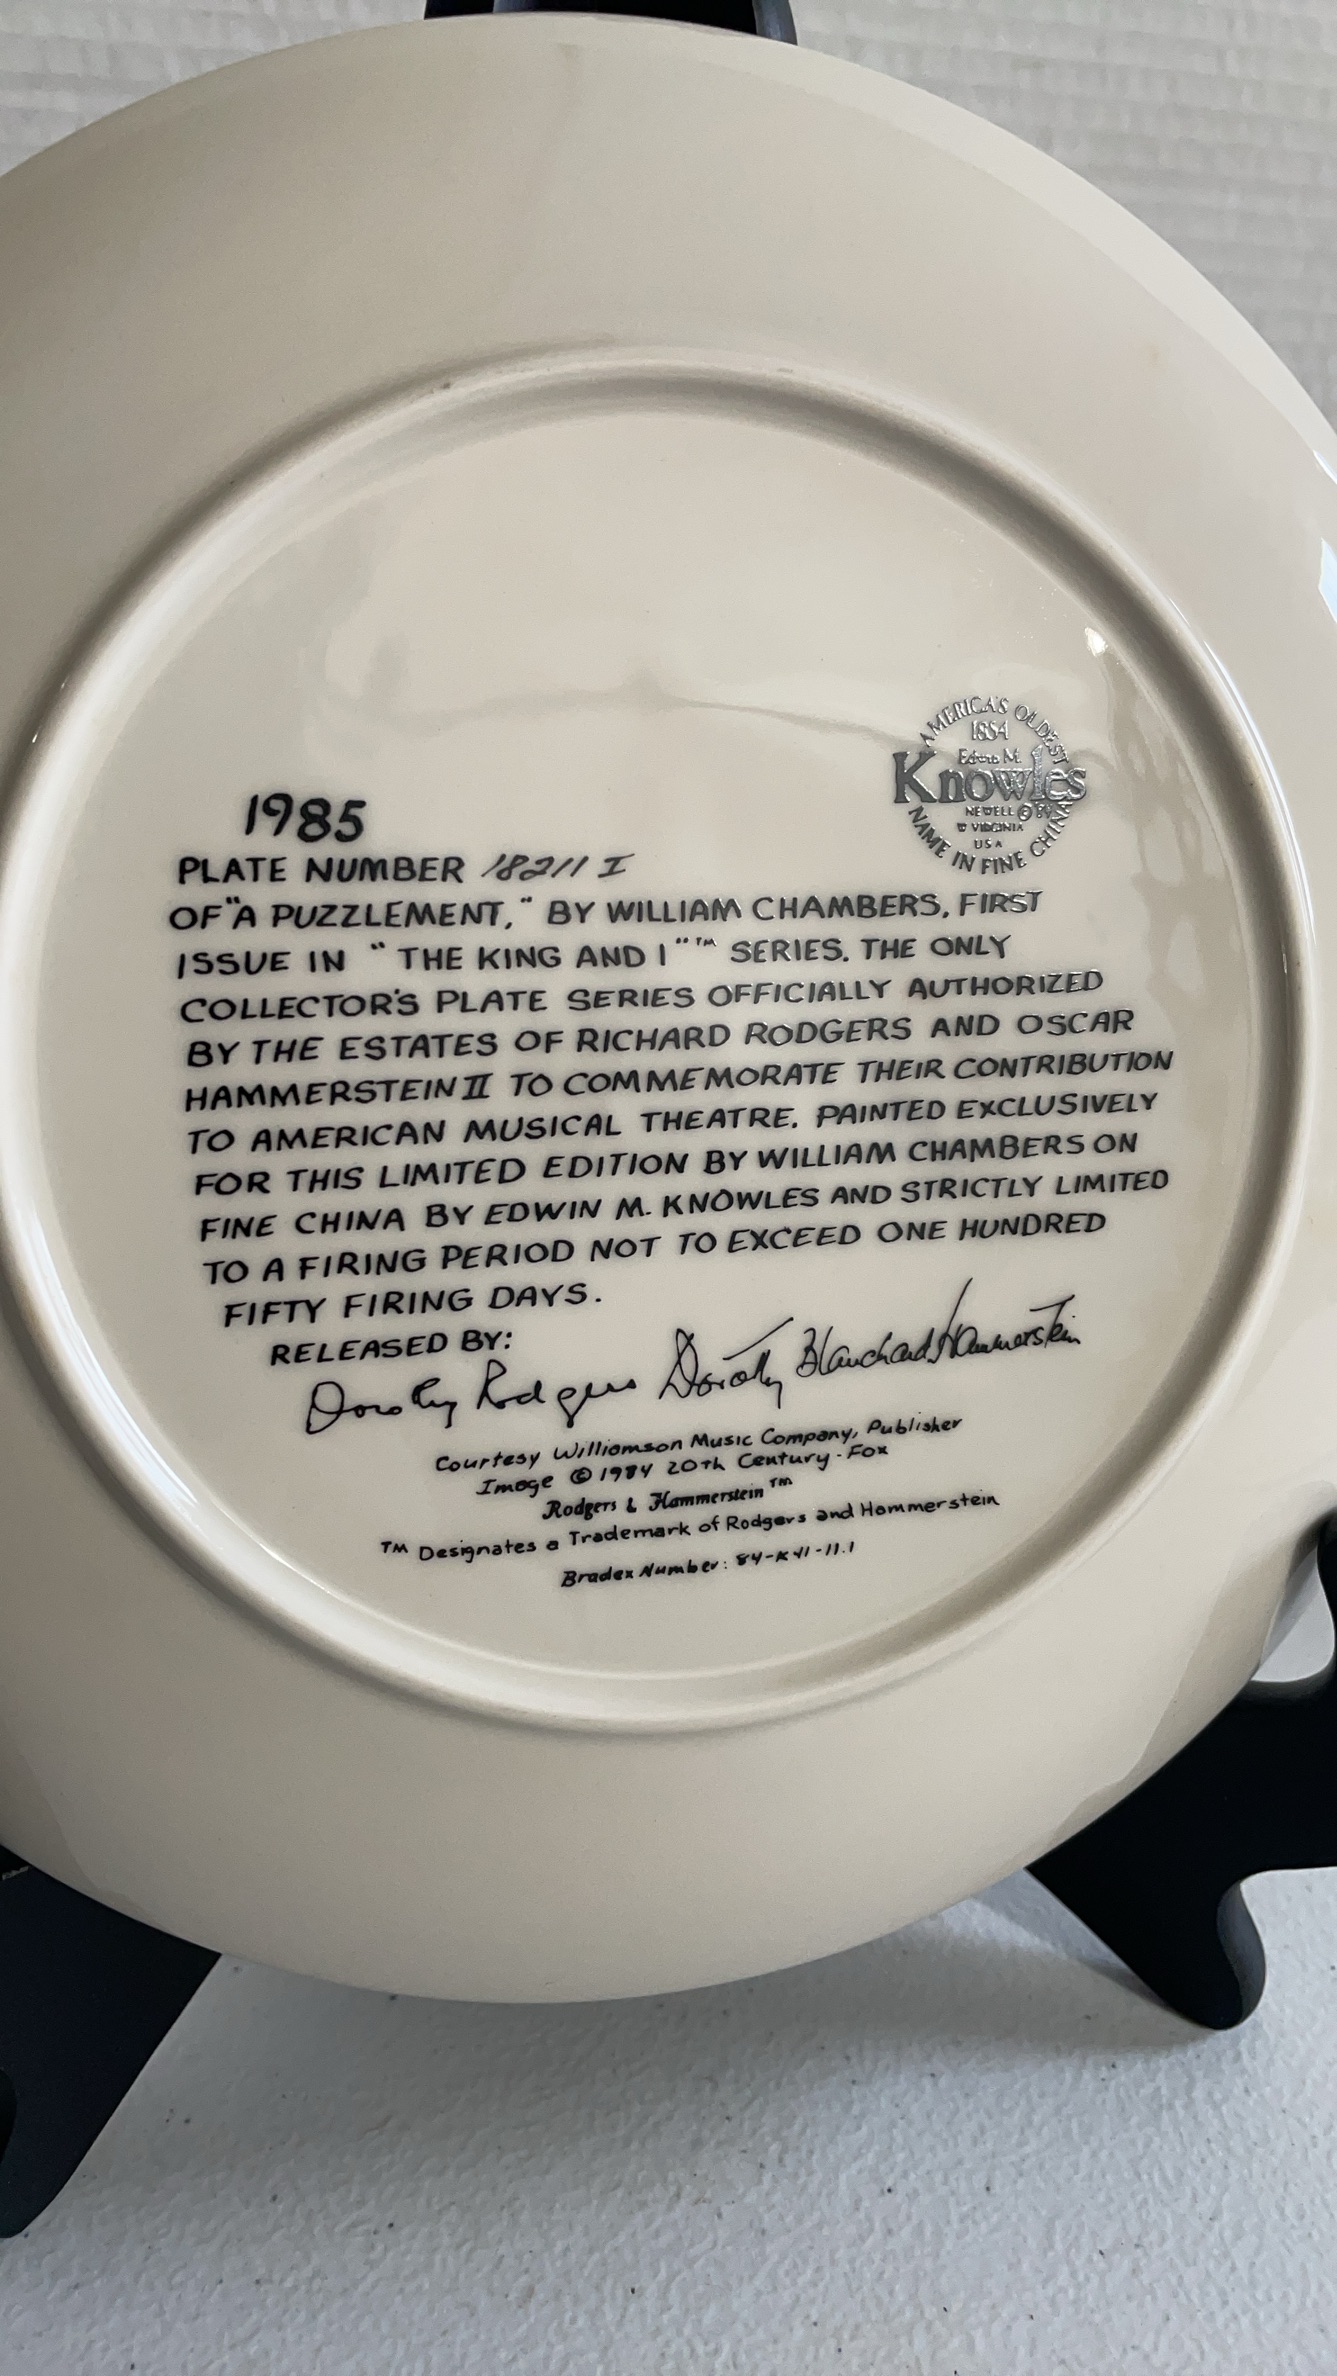 AMERICA'S OLDEST
1854
Edwin M.
Knowles
NEWELL © '84
W VIRGINIA
USA
NAME IN FINE CHINA
1985
PLATE NUMBER 18211 I
OF "A PUZZLEMENT," BY WILLIAM CHAMBERS, FIRST
ISSUE IN "THE KING AND I"™ SERIES. THE ONLY
COLLECTOR'S PLATE SERIES OFFICIALLY AUTHORIZED
BY THE ESTATES OF RICHARD RODGERS AND OSCAR
HAMMERSTEIN II TO COMMEMORATE THEIR CONTRIBUTION
TO AMERICAN MUSICAL THEATRE. PAINTED EXCLUSIVELY
FOR THIS LIMITED EDITION BY WILLIAM CHAMBERS ON
FINE CHINA BY EDWIN M. KNOWLES AND STRICTLY LIMITED
TO A FIRING PERIOD NOT TO EXCEED ONE HUNDRED
FIFTY FIRING DAYS.
RELEASED BY:
Dorothy Rodgers Dorothy Blanchard Hammerstein
Courtesy Williamson Music Company, Publisher
Image © 1984 20th Century-Fox
Rodgers & Hammerstein™
™ Designates a Trademark of Rodgers and Hammerstein
Bradex Number: 84-K41-11.1